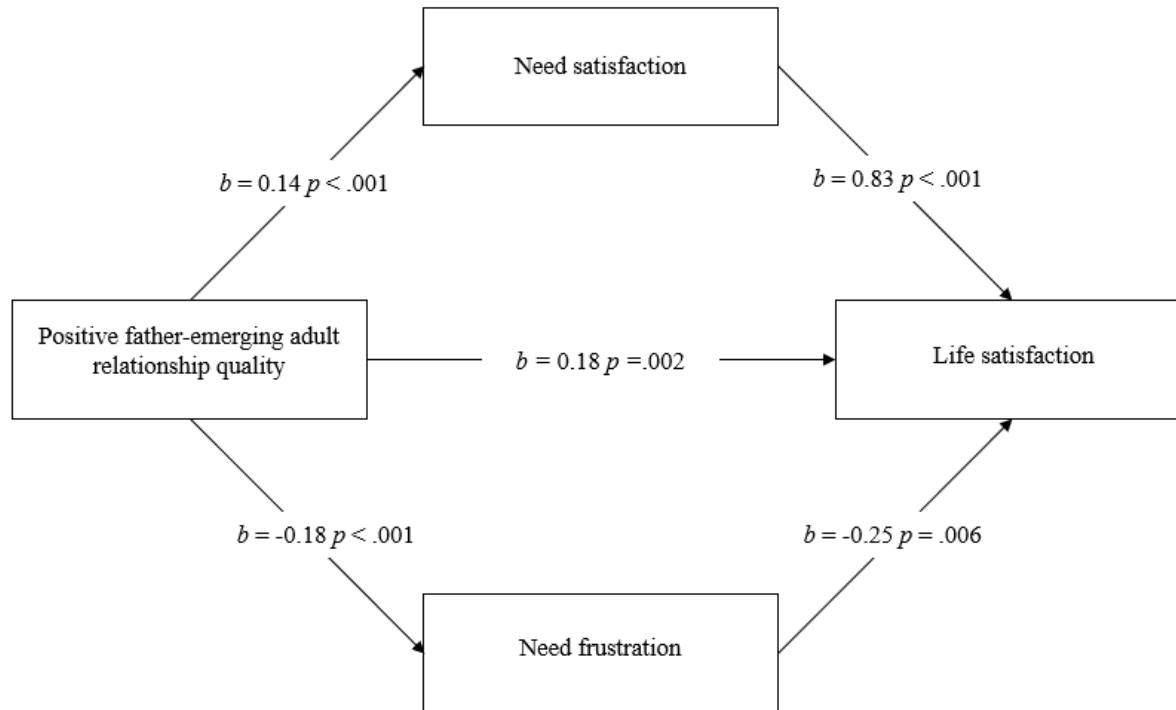 Need satisfaction
b = 0.14 p < .001
b = 0.83 p < .001
Positive father-emerging adult
relationship quality
b = 0.18 p =.002
Life satisfaction
b = -0.18 p < .001
b = -0.25 p = .006
Need frustration